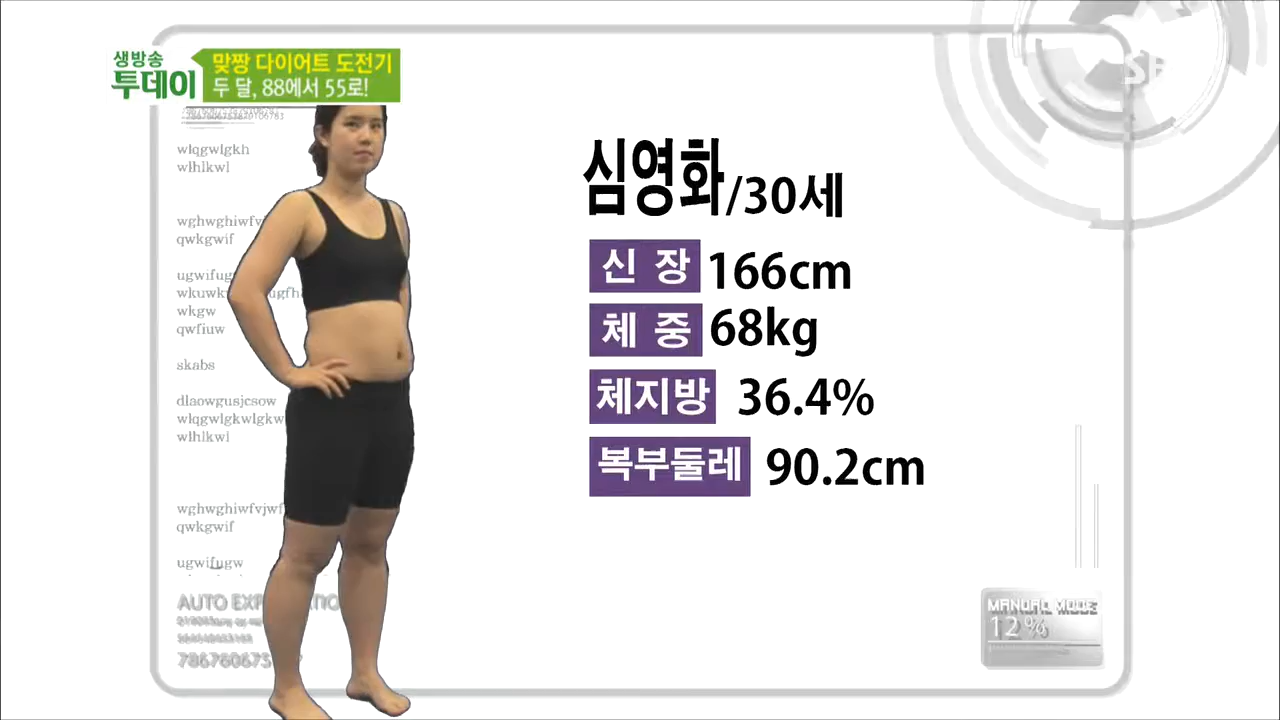 생방송
투데이
맞짱 다이어트 도전기
두 달, 88에서 55로!
wlqgwlgkh
wlhlkwl
qwkgwif
wkgw
qwfiuw
skabs
dlaowgusjcsow
wlqgwlgkwlgkw
wlhlkwl
wghwghiwfvjwf
qwkgwif
ugwifugw
AUTO
심영화/30세
신 장 166cm
체 중 68kg
체지방 36.4%
복부둘레 90.2cm
MANUAL MODE
12%